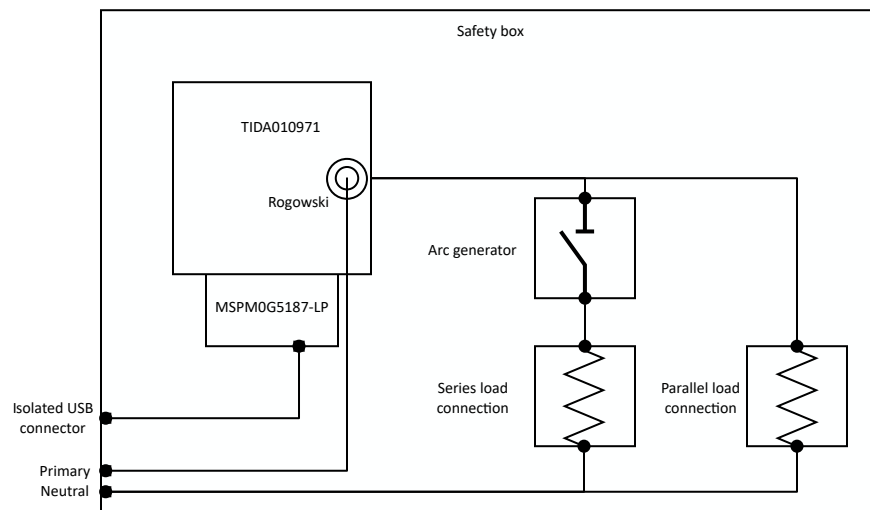 Safety box
TIDA010971
Rogowski
Arc generator
MSPM0G5187-LP
Series load
connection
Parallel load
connection
Isolated USB
connector
Primary
Neutral